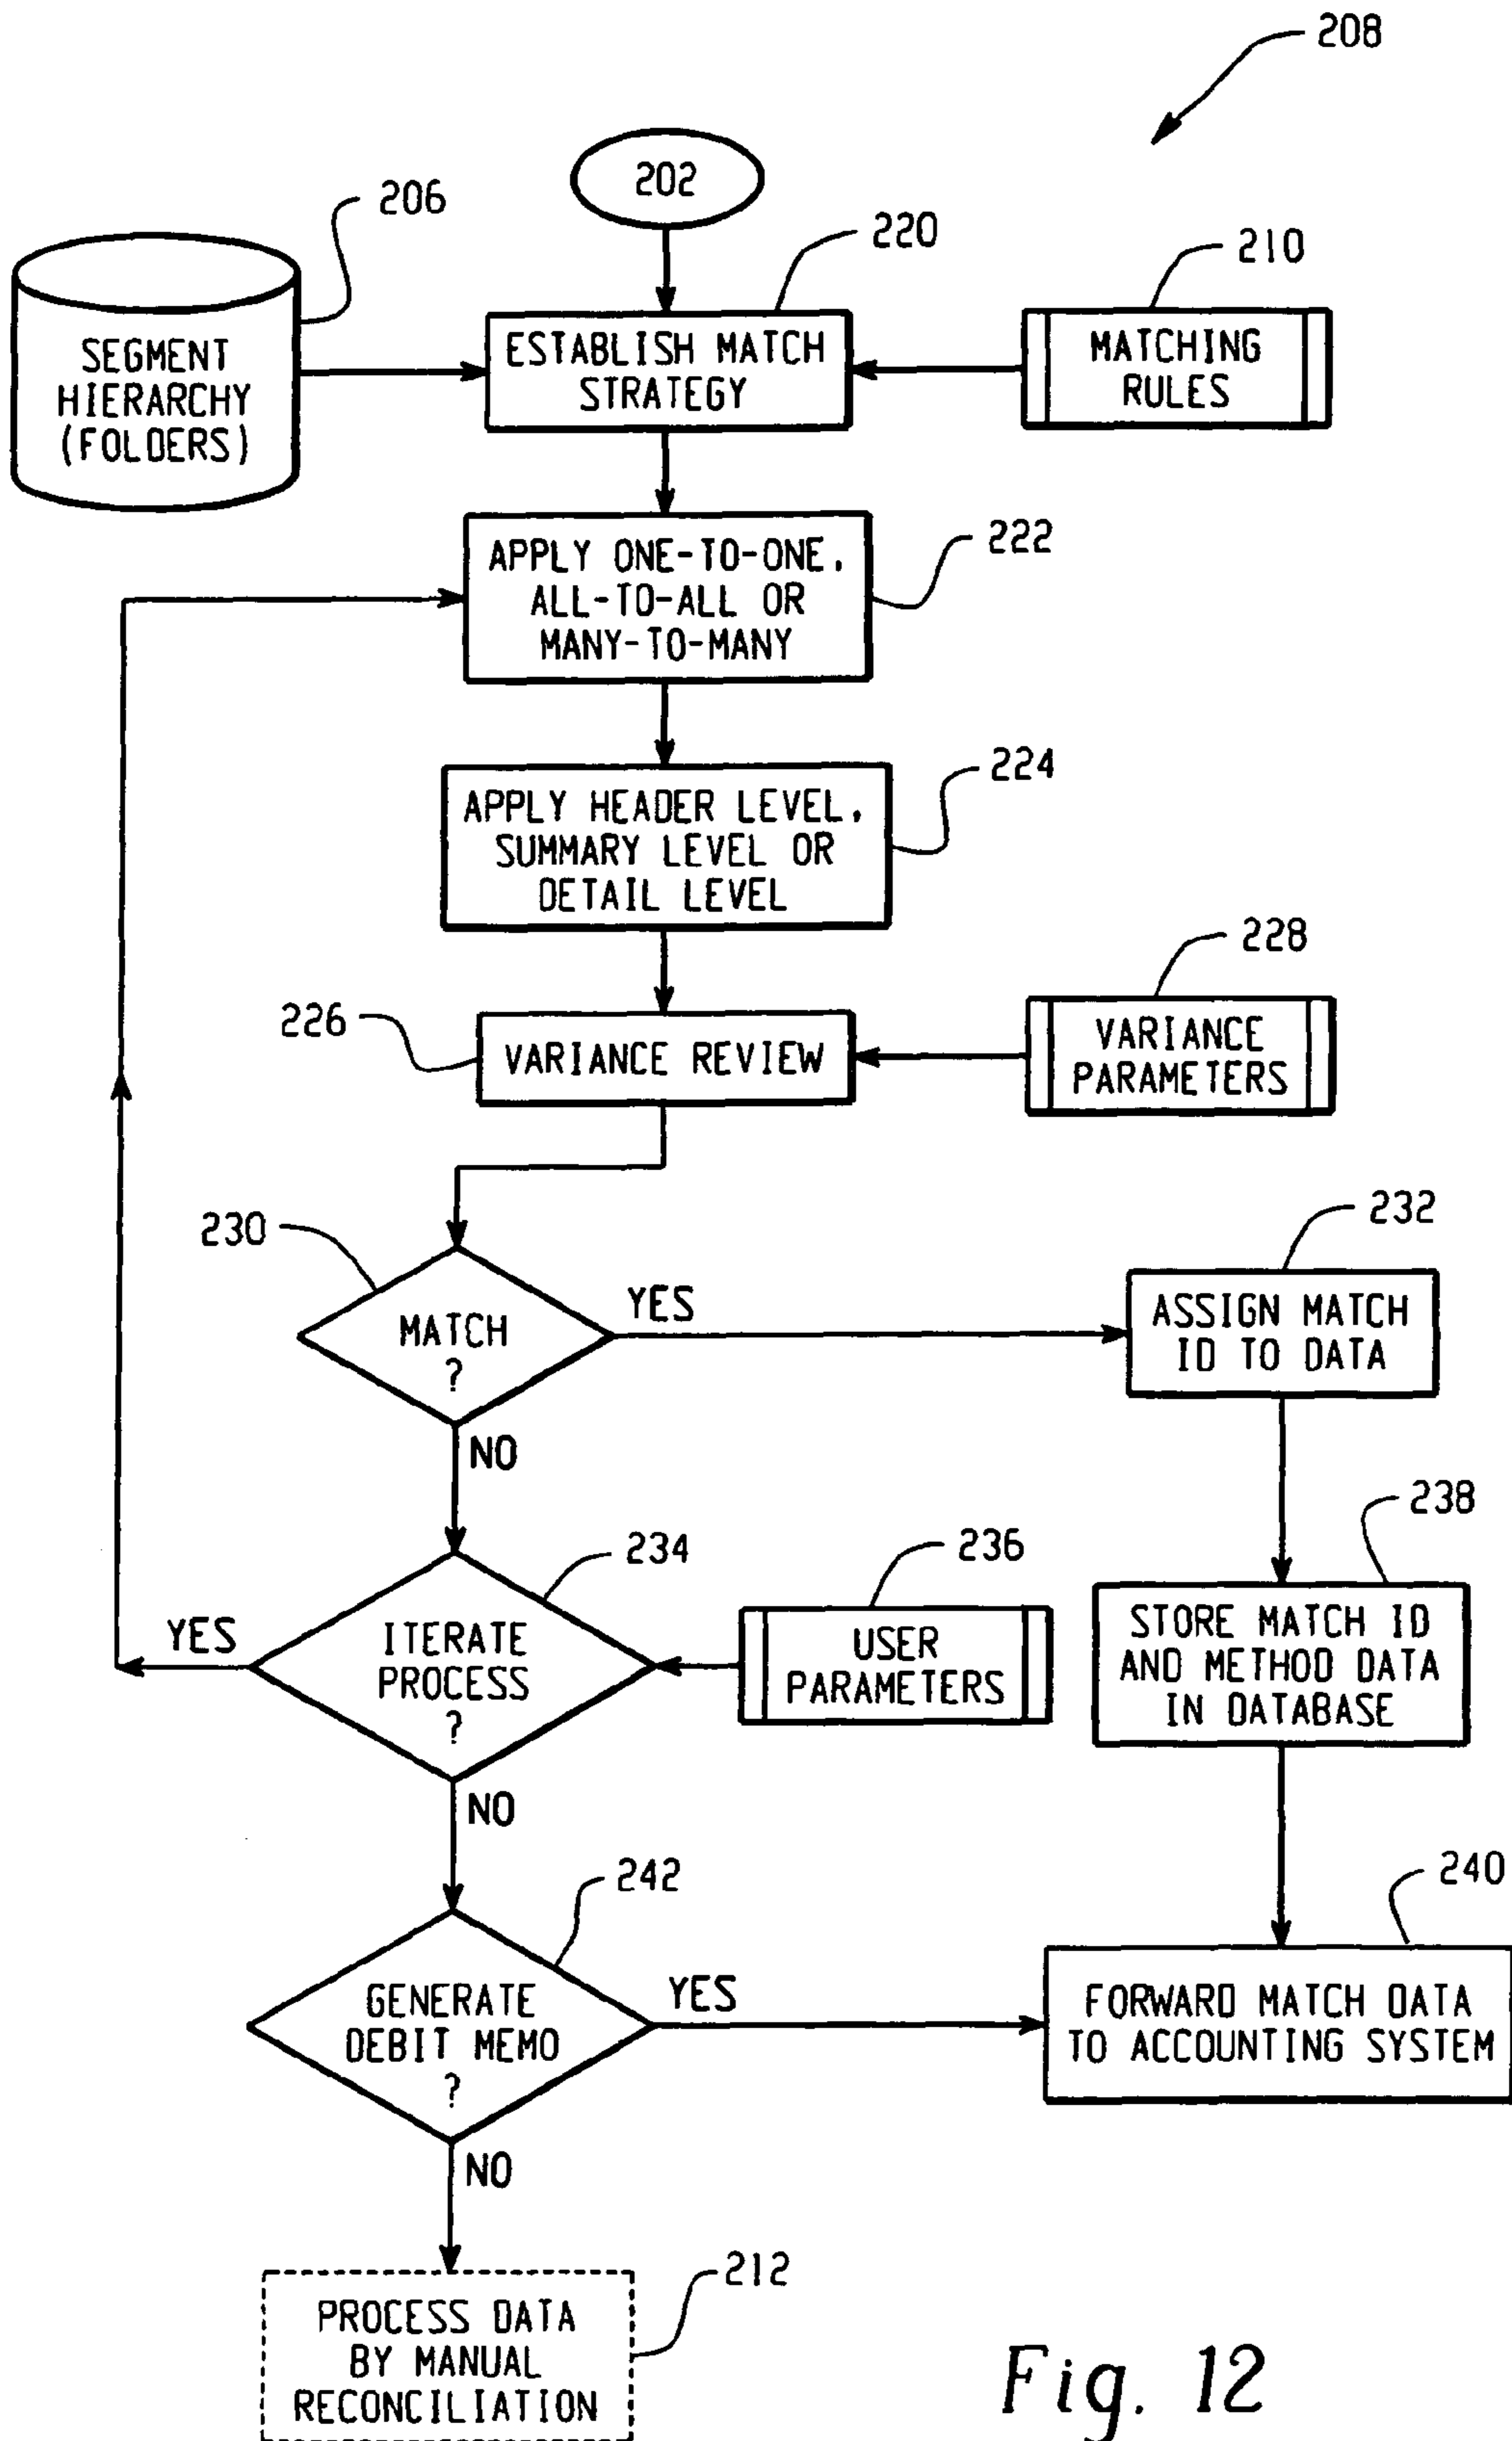 208
202
206
220
210
SEGMENT
HIERARCHY
(FOLDERS)
ESTABLISH MATCH
STRATEGY
MATCHING
RULES
222
APPLY ONE-TO-ONE,
ALL-TO-ALL OR
MANY-TO-MANY
224
APPLY HEADER LEVEL,
SUMMARY LEVEL OR
DETAIL LEVEL
228
226
VARIANCE REVIEW
VARIANCE
PARAMETERS
230
232
MATCH
?
YES
ASSIGN MATCH
ID TO DATA
NO
234
236
238
YES
ITERATE
PROCESS
?
USER
PARAMETERS
STORE MATCH ID
AND METHOD DATA
IN DATABASE
NO
242
240
GENERATE
DEBIT MEMO
?
YES
FORWARD MATCH DATA
TO ACCOUNTING SYSTEM
NO
212
PROCESS DATA
BY MANUAL
RECONCILIATION
Fig. 12